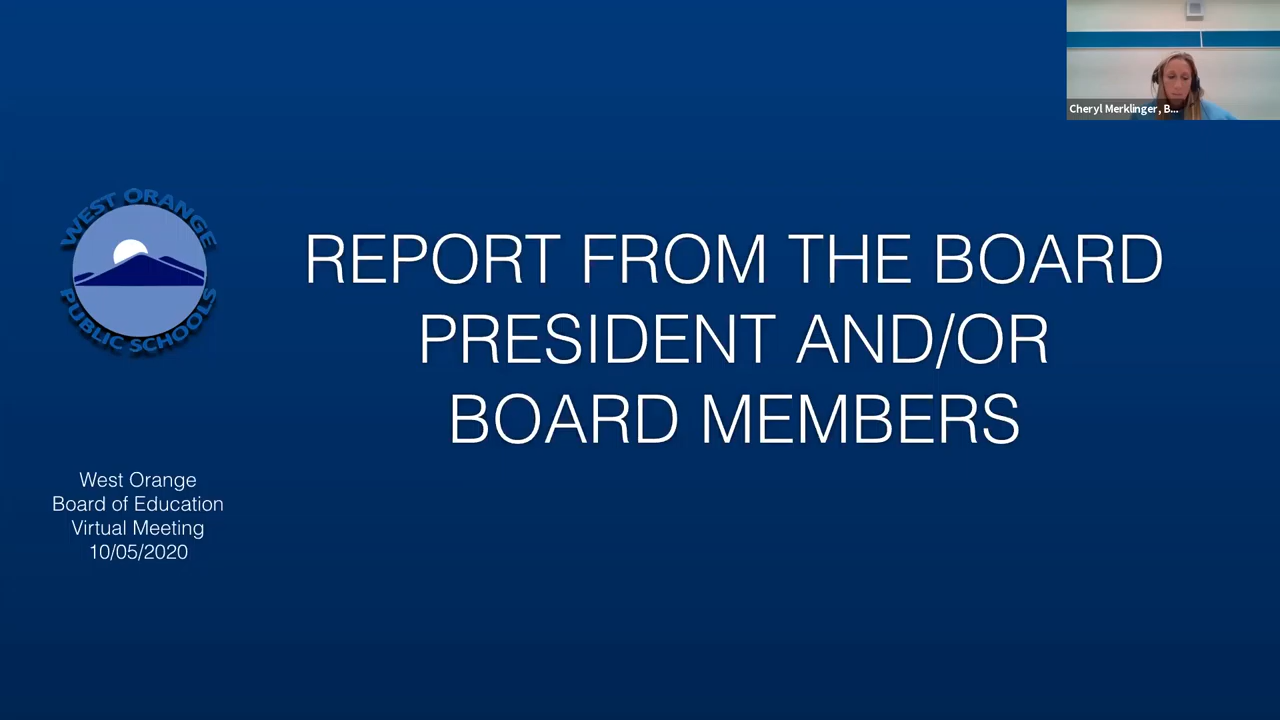 Cheryl Merklinger, B...
WEST ORANGE
PUBLIC SCHOOLS
REPORT FROM THE BOARD
PRESIDENT AND/OR
BOARD MEMBERS
West Orange
Board of Education
Virtual Meeting
10/05/2020